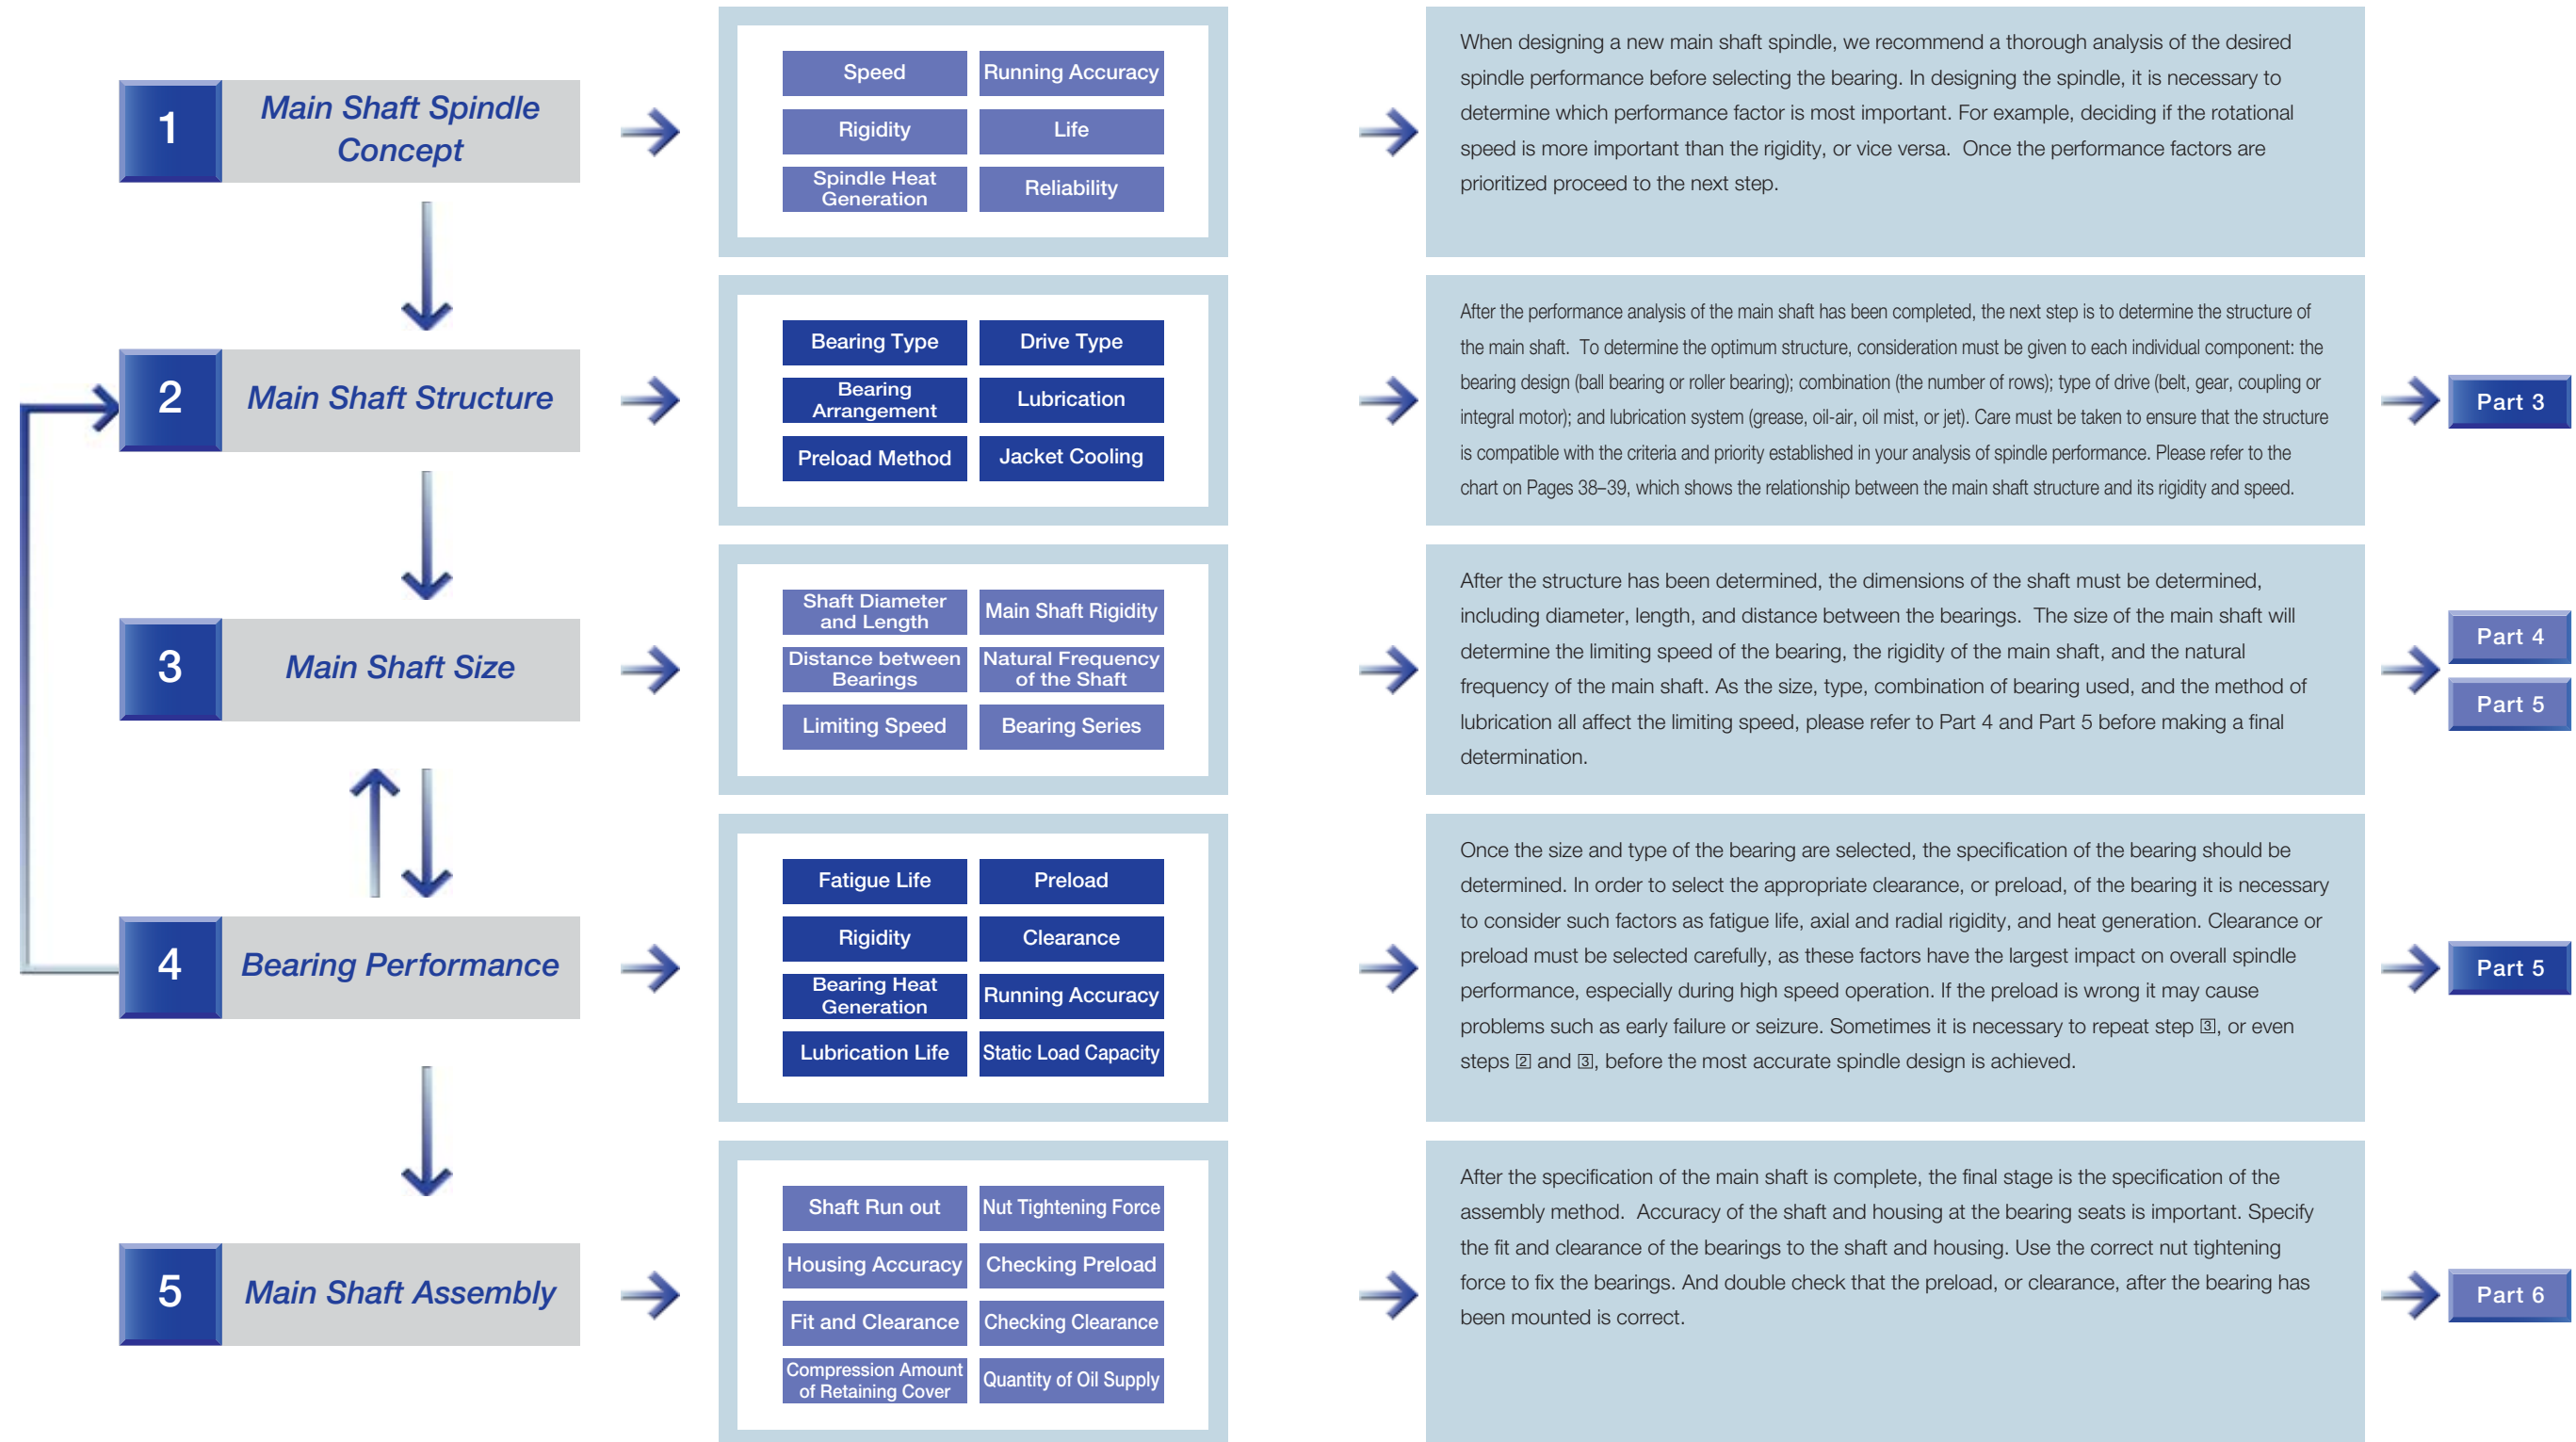 1
Main Shaft Spindle
Concept
Speed
Running Accuracy
Rigidity
Life
Spindle Heat
Generation
Reliability
When designing a new main shaft spindle, we recommend a thorough analysis of the desired
spindle performance before selecting the bearing. In designing the spindle, it is necessary to
determine which performance factor is most important. For example, deciding if the rotational
speed is more important than the rigidity, or vice versa. Once the performance factors are
prioritized proceed to the next step.
2
Main Shaft Structure
Bearing Type
Drive Type
Bearing
Arrangement
Lubrication
Preload Method
Jacket Cooling
After the performance analysis of the main shaft has been completed, the next step is to determine the structure of
the main shaft. To determine the optimum structure, consideration must be given to each individual component: the
bearing design (ball bearing or roller bearing); combination (the number of rows); type of drive (belt, gear, coupling or
integral motor); and lubrication system (grease, oil-air, oil mist, or jet). Care must be taken to ensure that the structure
is compatible with the criteria and priority established in your analysis of spindle performance. Please refer to the
chart on Pages 38–39, which shows the relationship between the main shaft structure and its rigidity and speed.
Part 3
3
Main Shaft Size
Shaft Diameter
and Length
Main Shaft Rigidity
Distance between
Bearings
Natural Frequency
of the Shaft
Limiting Speed
Bearing Series
After the structure has been determined, the dimensions of the shaft must be determined,
including diameter, length, and distance between the bearings. The size of the main shaft will
determine the limiting speed of the bearing, the rigidity of the main shaft, and the natural
frequency of the main shaft. As the size, type, combination of bearing used, and the method of
lubrication all affect the limiting speed, please refer to Part 4 and Part 5 before making a final
determination.
Part 4
Part 5
4
Bearing Performance
Fatigue Life
Preload
Rigidity
Clearance
Bearing Heat
Generation
Running Accuracy
Lubrication Life
Static Load Capacity
Once the size and type of the bearing are selected, the specification of the bearing should be
determined. In order to select the appropriate clearance, or preload, of the bearing it is necessary
to consider such factors as fatigue life, axial and radial rigidity, and heat generation. Clearance or
preload must be selected carefully, as these factors have the largest impact on overall spindle
performance, especially during high speed operation. If the preload is wrong it may cause
problems such as early failure or seizure. Sometimes it is necessary to repeat step 3, or even
steps 2 and 3, before the most accurate spindle design is achieved.
Part 5
5
Main Shaft Assembly
Shaft Run out
Nut Tightening Force
Housing Accuracy
Checking Preload
Fit and Clearance
Checking Clearance
Compression Amount
of Retaining Cover
Quantity of Oil Supply
After the specification of the main shaft is complete, the final stage is the specification of the
assembly method. Accuracy of the shaft and housing at the bearing seats is important. Specify
the fit and clearance of the bearings to the shaft and housing. Use the correct nut tightening
force to fix the bearings. And double check that the preload, or clearance, after the bearing has
been mounted is correct.
Part 6